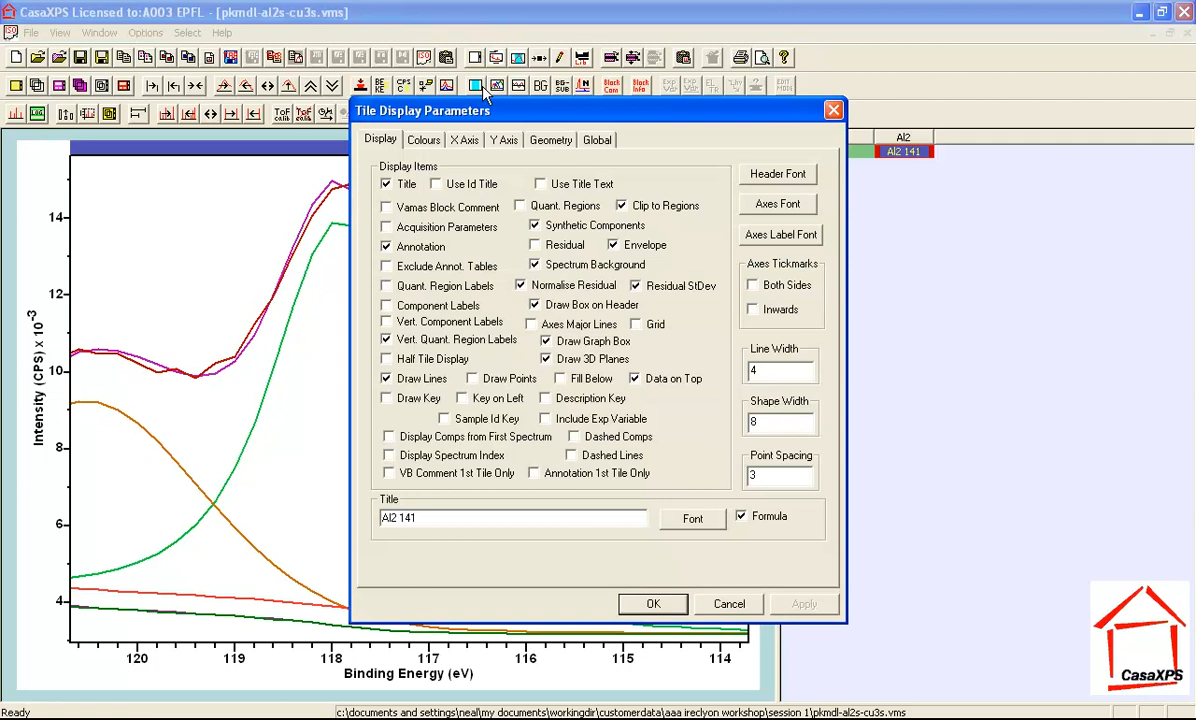 CasaXPS Licensed to:A003 EPFL - [pkmdl-al2s-cu3s.vms]
File View Window Options Select Help
Tile Display Parameters
Display Colours X Axis Y Axis Geometry Global
Display Items
Title Use Id Title Use Title Text
Vamas Block Comment Quant. Regions Clip to Regions
Acquisition Parameters Synthetic Components
Annotation Residual Envelope
Exclude Annot. Tables Spectrum Background
Quant. Region Labels Normalise Residual Residual StDev
Component Labels Draw Box on Header
Vert. Component Labels Axes Major Lines Grid
Vert. Quant. Region Labels Draw Graph Box
Half Tile Display Draw 3D Planes
Draw Lines Draw Points Fill Below Data on Top
Draw Key Key on Left Description Key
Sample Id Key Include Exp Variable
Display Comps from First Spectrum Dashed Comps
Display Spectrum Index Dashed Lines
VB Comment 1st Tile Only Annotation 1st Tile Only
Title
Al2 141
Font
Formula
Header Font
Axes Font
Axes Label Font
Axes Tickmarks
Both Sides
Inwards
Line Width
4
Shape Width
8
Point Spacing
3
OK Cancel Apply
Al2
Al2 141
Intensity (CPS) x 10⁻³
14
12
10
8
6
4
120 119 118 117 116 115 114
Binding Energy (eV)
CasaXPS
Ready
c:\documents and settings\neal\my documents\workingdir\customerdata\aaa ireclyon workshop\session 1\pkmdl-al2s-cu3s.vms